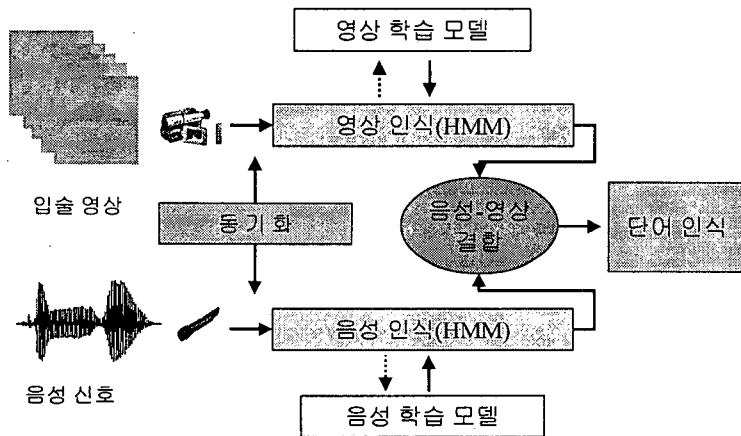 영상 학습 모델
영상 인식(HMM)
입술 영상
동기화
음성-영상
결합
단어 인식
음성 인식(HMM)
음성 신호
음성 학습 모델